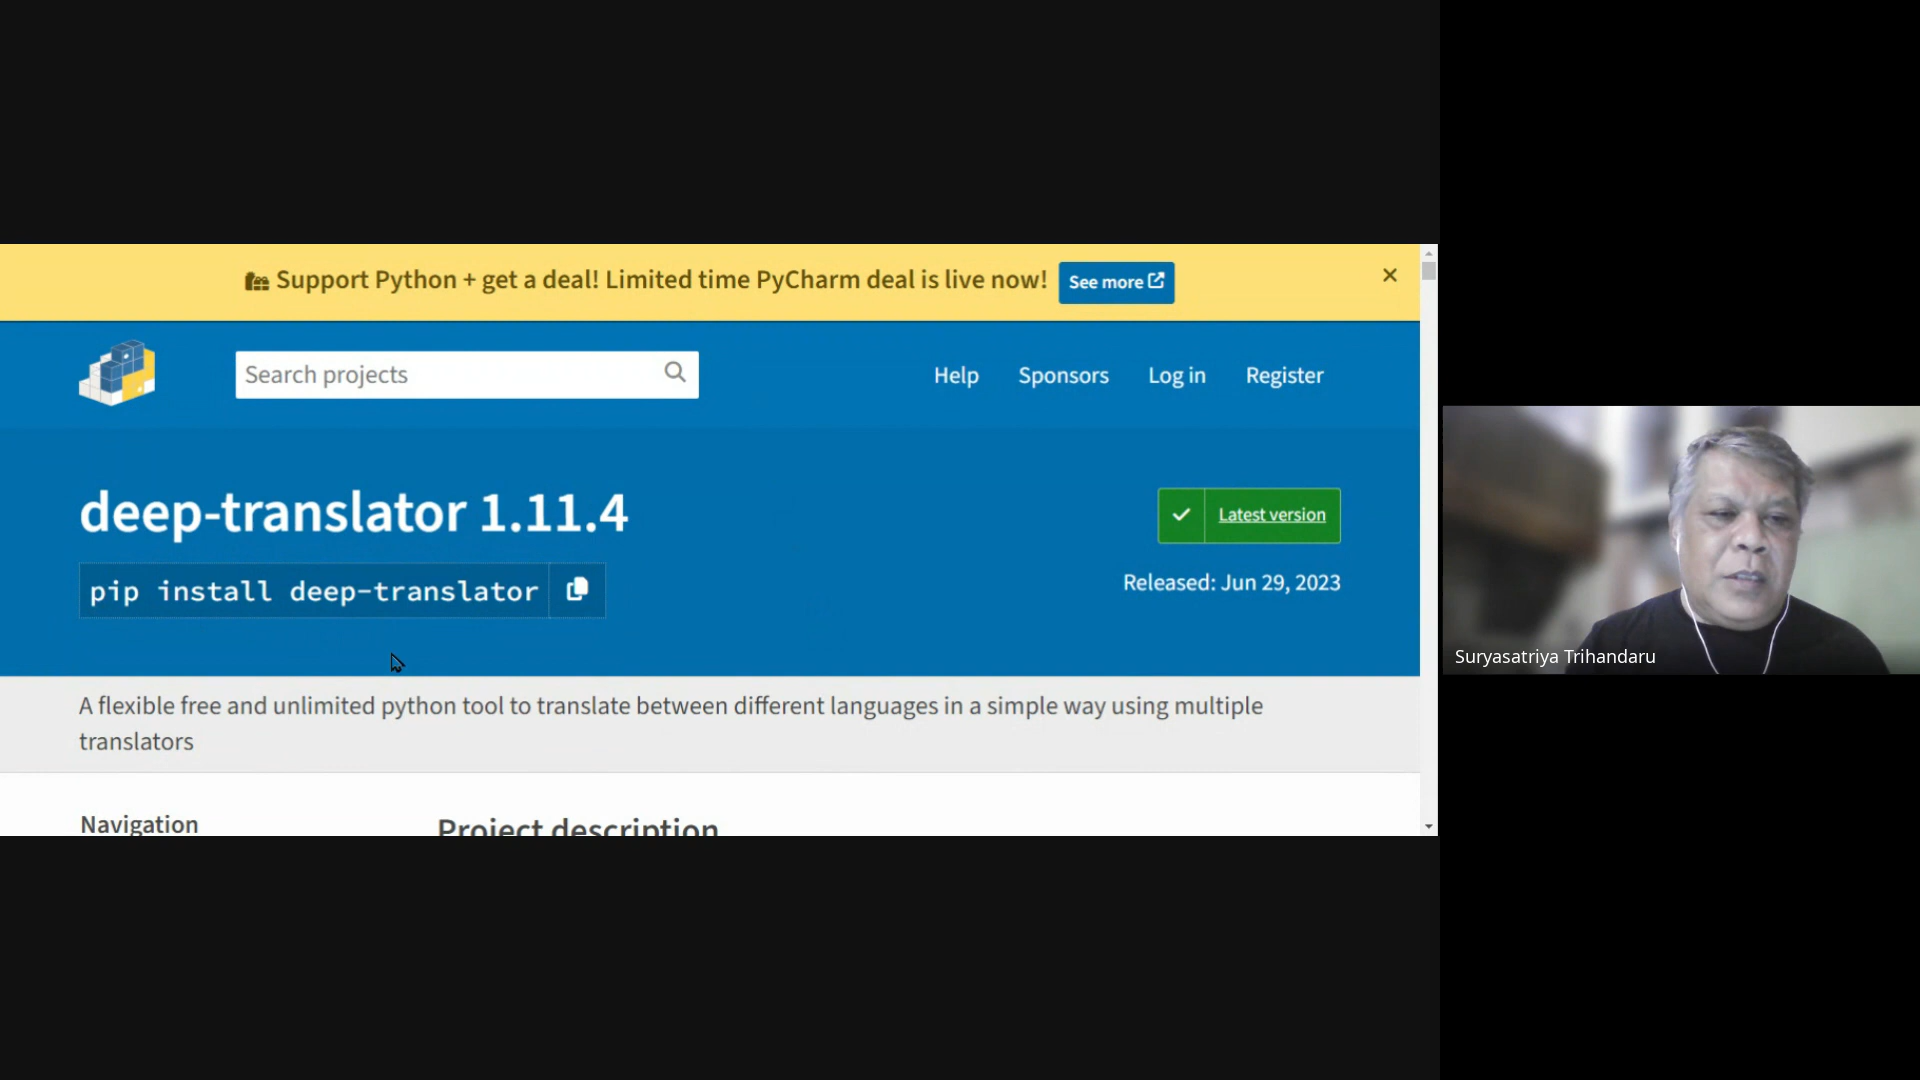 Support Python + get a deal! Limited time PyCharm deal is live now! See more
Search projects
Help Sponsors Log in Register
deep-translator 1.11.4
Latest version
pip install deep-translator
Released: Jun 29, 2023
A flexible free and unlimited python tool to translate between different languages in a simple way using multiple
translators
Navigation
Project description
Suryasatriya Trihandaru